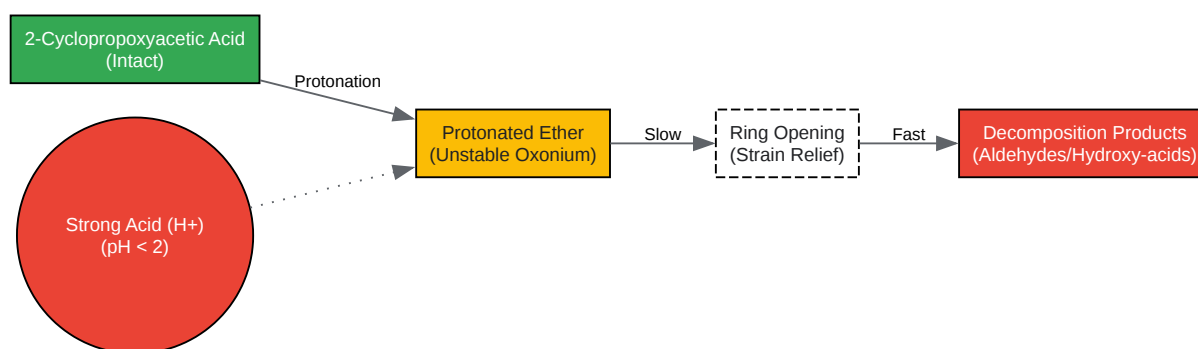 2-Cyclopropoxyacetic Acid
(Intact)
Protonation
Strong Acid (H+)
(pH < 2)
Protonated Ether
(Unstable Oxonium)
Slow
Ring Opening
(Strain Relief)
Fast
Decomposition Products
(Aldehydes/Hydroxy-acids)